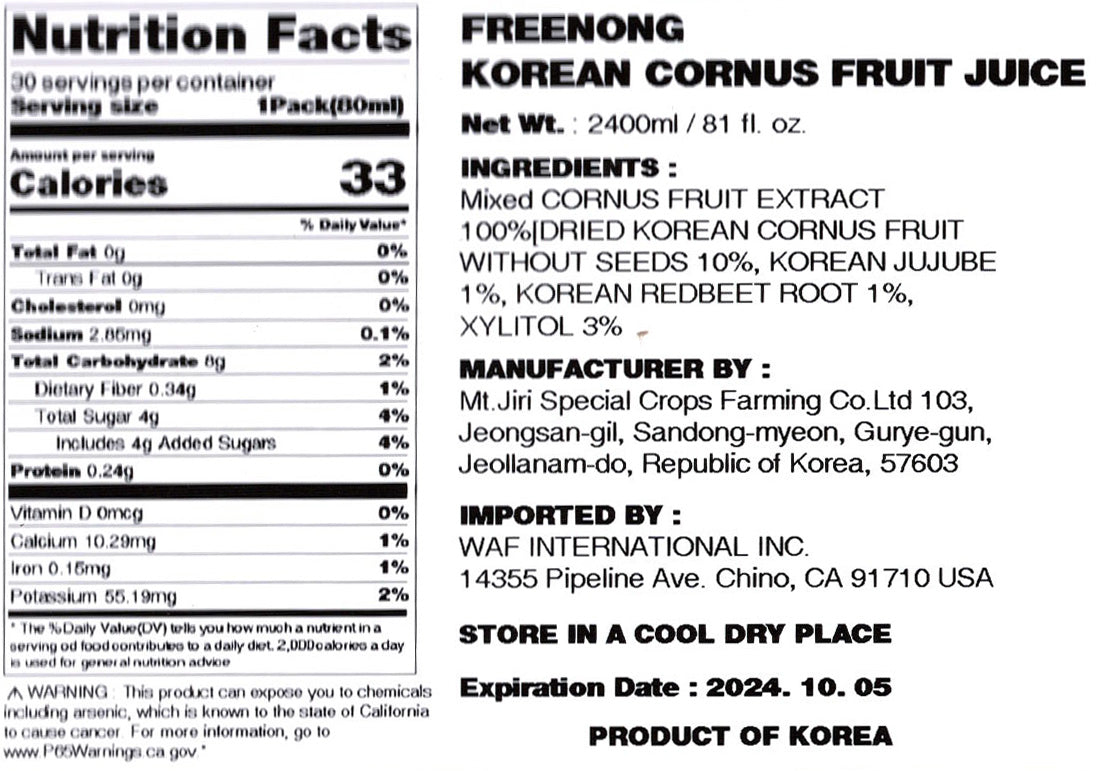 Nutrition Facts
30 servings per container
Serving size 1Pack(80ml)
Amount per serving
Calories 33
% Daily Value*
Total Fat 0g 0%
Trans Fat 0g 0%
Cholesterol 0mg 0%
Sodium 2.85mg 0.1%
Total Carbohydrate 8g 2%
Dietary Fiber 0.34g 1%
Total Sugar 4g 4%
Includes 4g Added Sugars 4%
Protein 0.24g 0%
Vitamin D 0mcg 0%
Calcium 10.29mg 1%
Iron 0.15mg 1%
Potassium 55.19mg 2%
* The %Daily Value(DV) tells you how much a nutrient in a
serving od food contributes to a daily diet. 2,000calories a day
is used for general nutrition advice
⚠ WARNING : This product can expose you to chemicals
including arsenic, which is known to the state of California
to cause cancer. For more information, go to
www.P65Warnings.ca.gov."
FREENONG
KOREAN CORNUS FRUIT JUICE
Net Wt. : 2400ml / 81 fl. oz.
INGREDIENTS :
Mixed CORNUS FRUIT EXTRACT
100%[DRIED KOREAN CORNUS FRUIT
WITHOUT SEEDS 10%, KOREAN JUJUBE
1%, KOREAN REDBEET ROOT 1%,
XYLITOL 3%
MANUFACTURER BY :
Mt.Jiri Special Crops Farming Co.Ltd 103,
Jeongsan-gil, Sandong-myeon, Gurye-gun,
Jeollanam-do, Republic of Korea, 57603
IMPORTED BY :
WAF INTERNATIONAL INC.
14355 Pipeline Ave. Chino, CA 91710 USA
STORE IN A COOL DRY PLACE
Expiration Date : 2024. 10. 05
PRODUCT OF KOREA